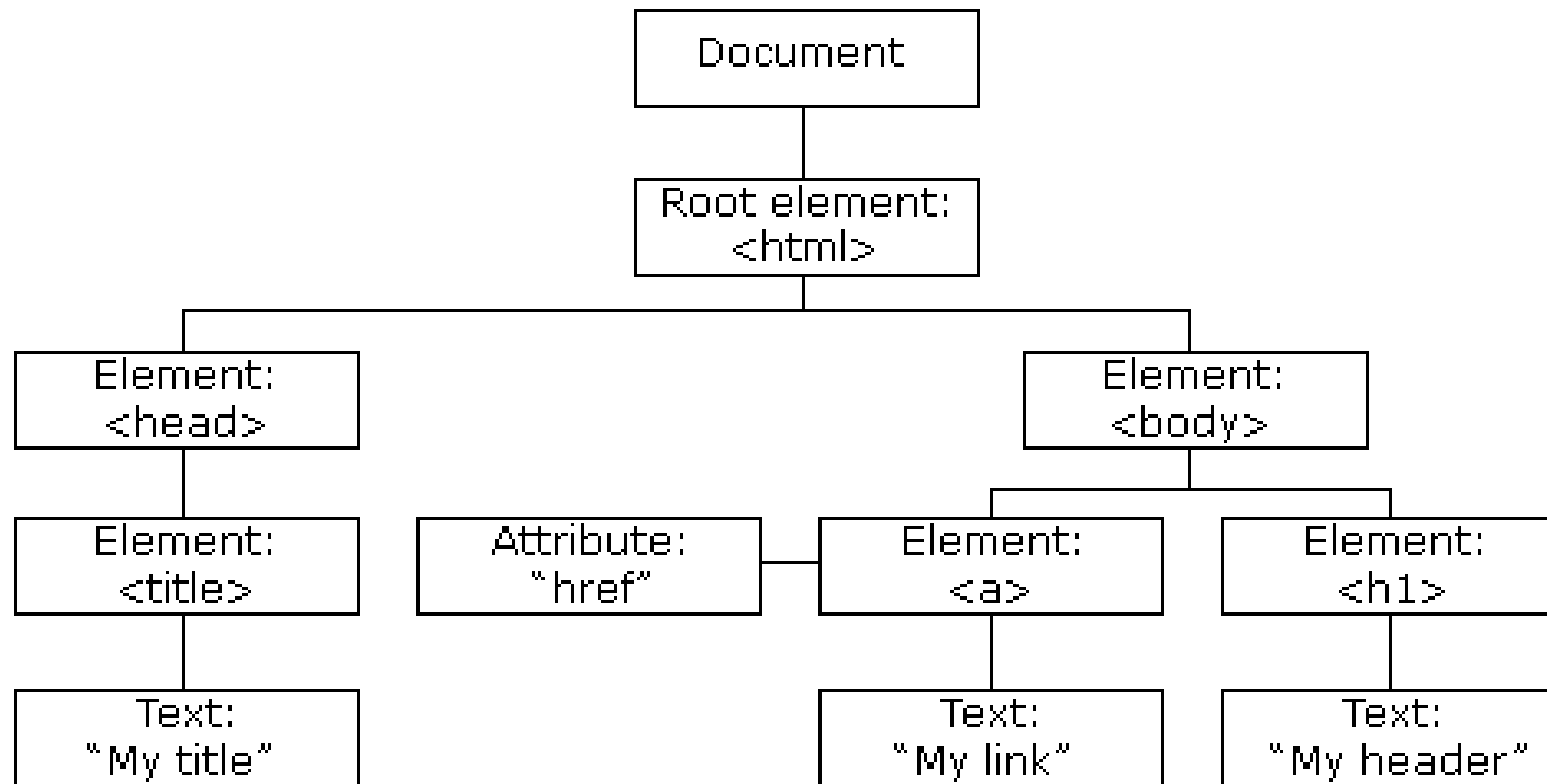 Document
Root element:
<html>
Element:
<head>
Element:
<body>
Element:
<title>
Attribute:
“href”
Element:
<a>
Element:
<h1>
Text:
“My title”
Text:
“My link”
Text:
“My header”